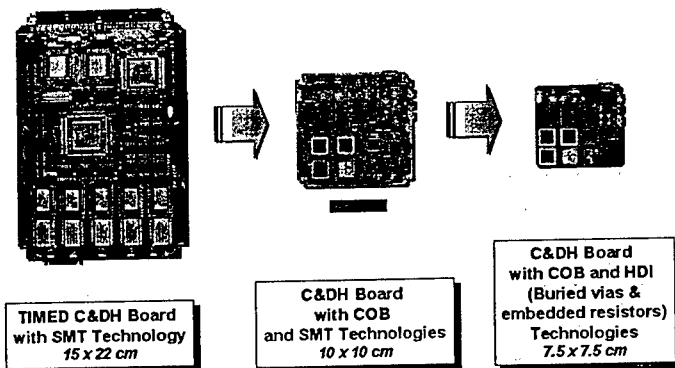 TIMED C&DH Board
with SMT Technology
15 x 22 cm
C&DH Board
with COB
and SMT Technologies
10 x 10 cm
C&DH Board
with COB and HDI
(Buried vias &
embedded resistors)
Technologies
7.5 x 7.5 cm